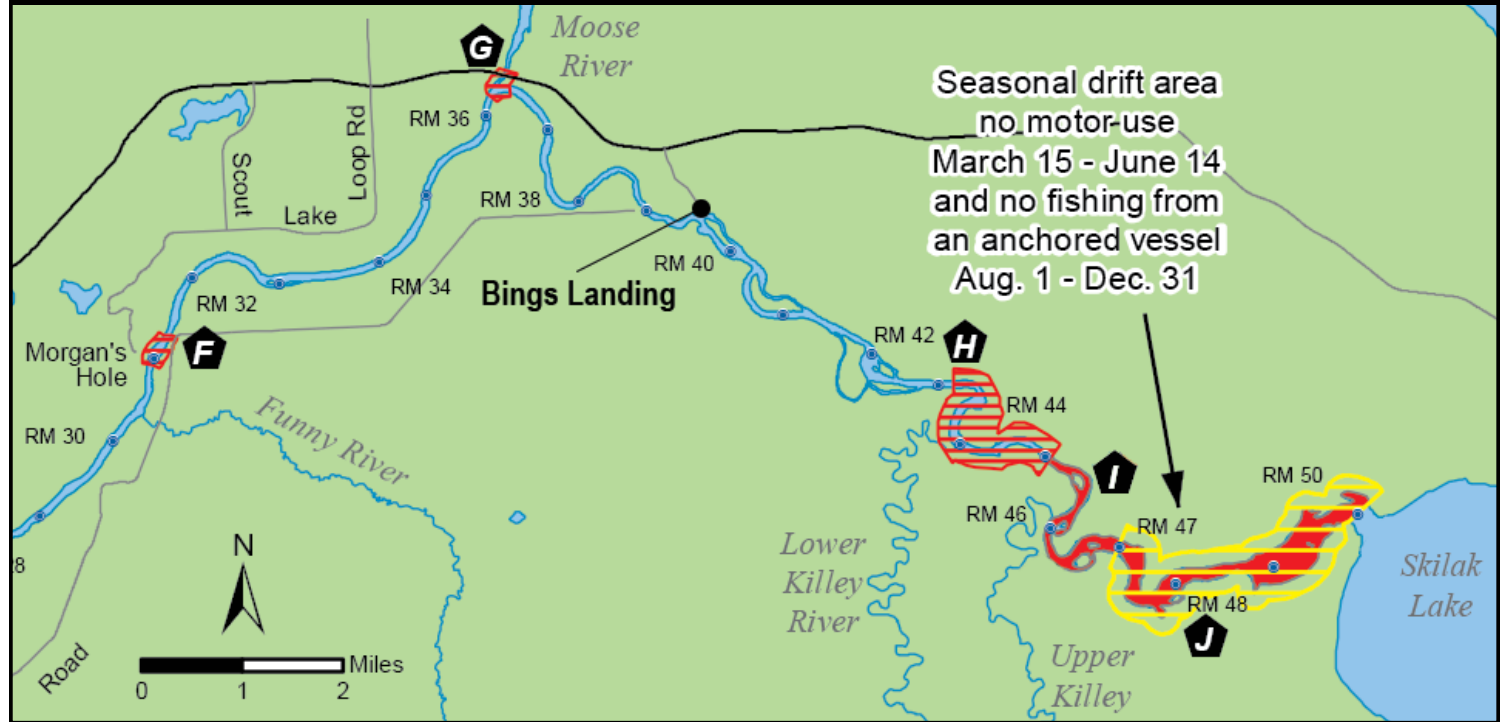 G
Moose
River
Seasonal drift area
no motor use
March 15 - June 14
and no fishing from
an anchored vessel
Aug. 1 - Dec. 31
RM 36
Scout
Loop Rd
Lake
RM 38
RM 40
Bings Landing
RM 34
RM 32
Morgan's
Hole
F
RM 42
H
RM 44
RM 30
Funny River
I
RM 50
RM 46
RM 47
N
Lower
Killey
River
Skilak
Lake
RM 48
J
8
Upper
Killey
Road
Miles
0
1
2